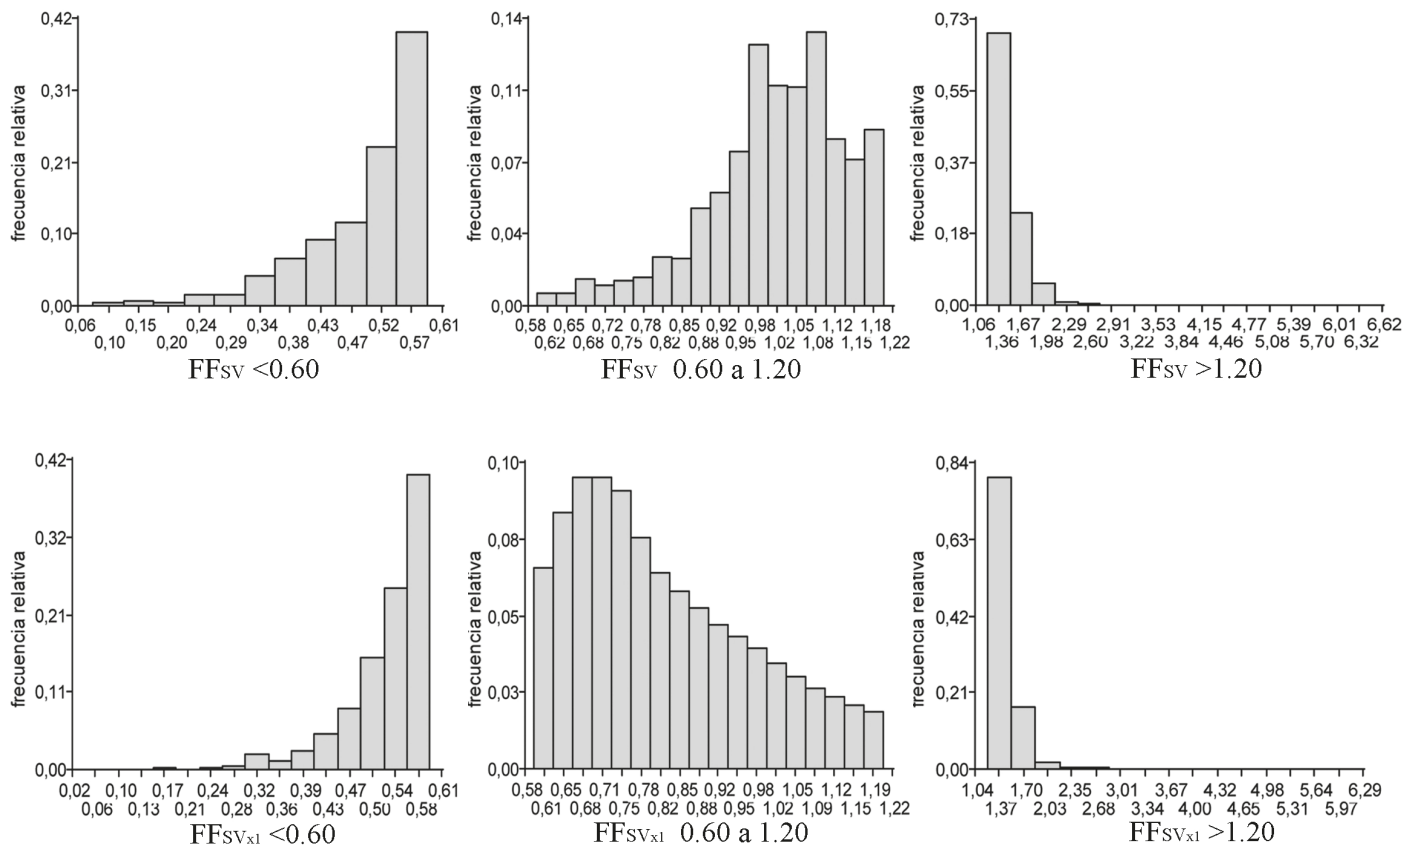 0,42
0,31
0,21
0,10
0,00
frecuencia relativa
0,06 0,15 0,24 0,34 0,43 0,52 0,61
0,10 0,20 0,29 0,38 0,47 0,57
FFSV <0.60
0,14
0,11
0,07
0,04
0,00
frecuencia relativa
0,58 0,65 0,72 0,78 0,85 0,92 0,98 1,05 1,12 1,18
0,62 0,68 0,75 0,82 0,88 0,95 1,02 1,08 1,15 1,22
FFSV 0.60 a 1.20
0,73
0,55
0,37
0,18
0,00
frecuencia relativa
1,06 1,67 2,29 2,91 3,53 4,15 4,77 5,39 6,01 6,62
1,36 1,98 2,60 3,22 3,84 4,46 5,08 5,70 6,32
FFSV >1.20
0,42
0,32
0,21
0,11
0,00
frecuencia relativa
0,02 0,10 0,17 0,24 0,32 0,39 0,47 0,54 0,61
0,06 0,13 0,21 0,28 0,36 0,43 0,50 0,58
FFSVx1 <0.60
0,10
0,08
0,05
0,03
0,00
frecuencia relativa
0,58 0,65 0,71 0,78 0,85 0,92 0,98 1,05 1,12 1,19
0,61 0,68 0,75 0,82 0,88 0,95 1,02 1,09 1,15 1,22
FFSVx1 0.60 a 1.20
0,84
0,63
0,42
0,21
0,00
frecuencia relativa
1,04 1,70 2,35 3,01 3,67 4,32 4,98 5,64 6,29
1,37 2,03 2,68 3,34 4,00 4,65 5,31 5,97
FFSVx1 >1.20